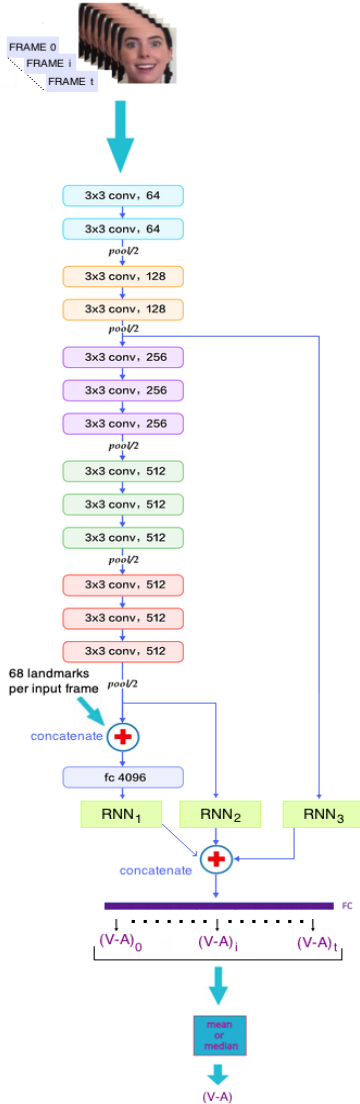 FRAME 0
FRAME i
FRAME t
3x3 conv, 64
3x3 conv, 64
pool/2
3x3 conv, 128
3x3 conv, 128
pool/2
3x3 conv, 256
3x3 conv, 256
3x3 conv, 256
pool/2
3x3 conv, 512
3x3 conv, 512
3x3 conv, 512
pool/2
3x3 conv, 512
3x3 conv, 512
3x3 conv, 512
68 landmarks
per input frame
pool/2
concatenate
fc 4096
RNN₁ RNN₂ RNN₃
concatenate
FC
(V-A)₀ (V-A)ᵢ (V-A)ₜ
mean
or
median
(V-A)